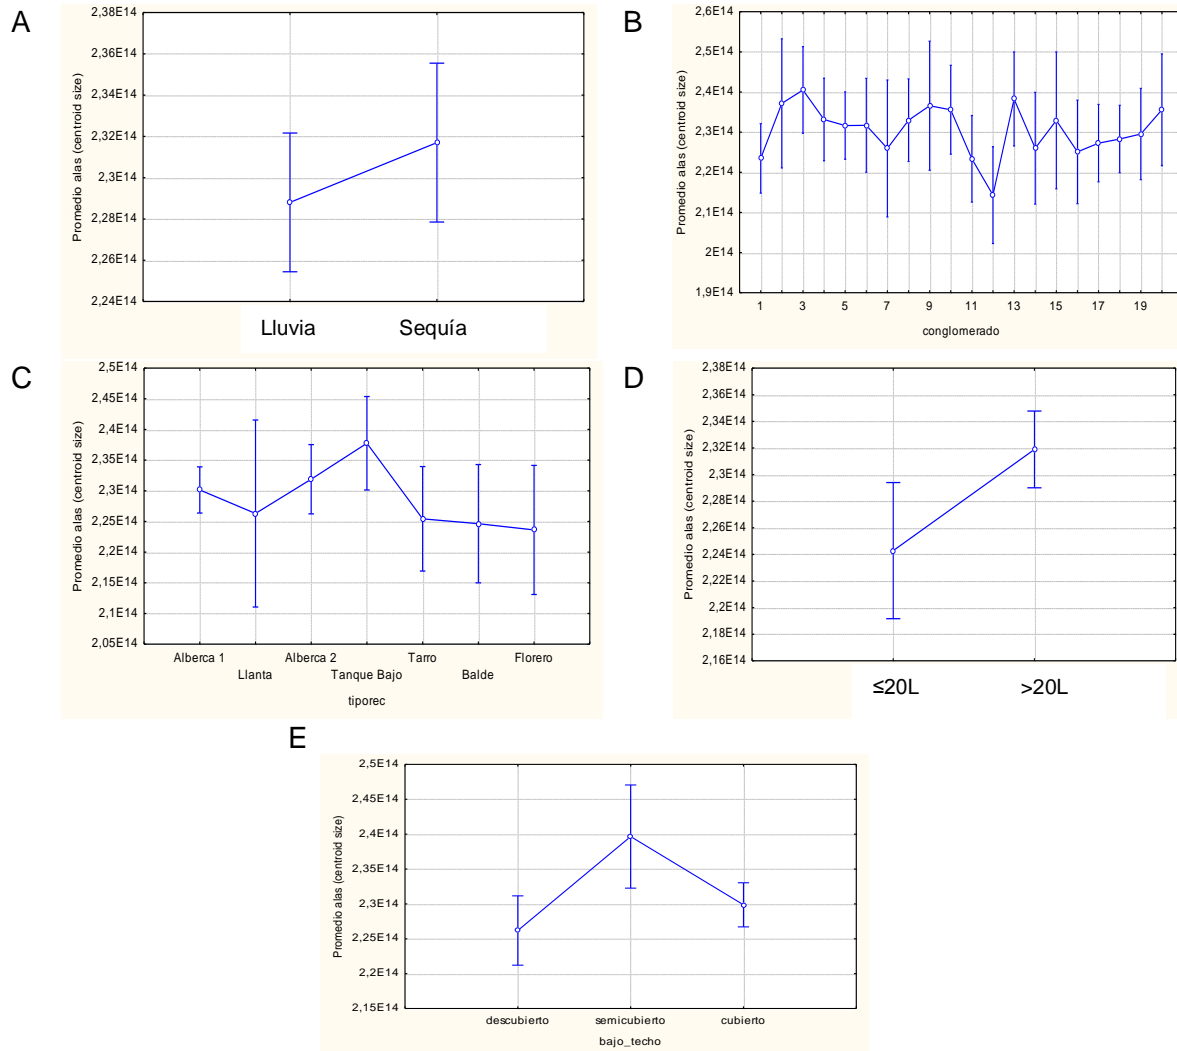 A
2,38E14
2,36E14
2,34E14
2,32E14
2,3E14
2,28E14
2,26E14
2,24E14
Promedio alas (centroid size)
Lluvia Sequía
B
2,6E14
2,5E14
2,4E14
2,3E14
2,2E14
2,1E14
2E14
1,9E14
Promedio alas (centroid size)
1 3 5 7 9 11 13 15 17 19
conglomerado
C
2,5E14
2,45E14
2,4E14
2,35E14
2,3E14
2,25E14
2,2E14
2,15E14
2,1E14
2,05E14
Promedio alas (centroid size)
Alberca 1 Alberca 2 Tarro Florero
Llanta Tanque Bajo Balde
tiporec
D
2,38E14
2,36E14
2,34E14
2,32E14
2,3E14
2,28E14
2,26E14
2,24E14
2,22E14
2,2E14
2,18E14
2,16E14
Promedio alas (centroid size)
≤20L >20L
E
2,5E14
2,45E14
2,4E14
2,35E14
2,3E14
2,25E14
2,2E14
2,15E14
Promedio alas (centroid size)
descubierto semicubierto cubierto
bajo_techo